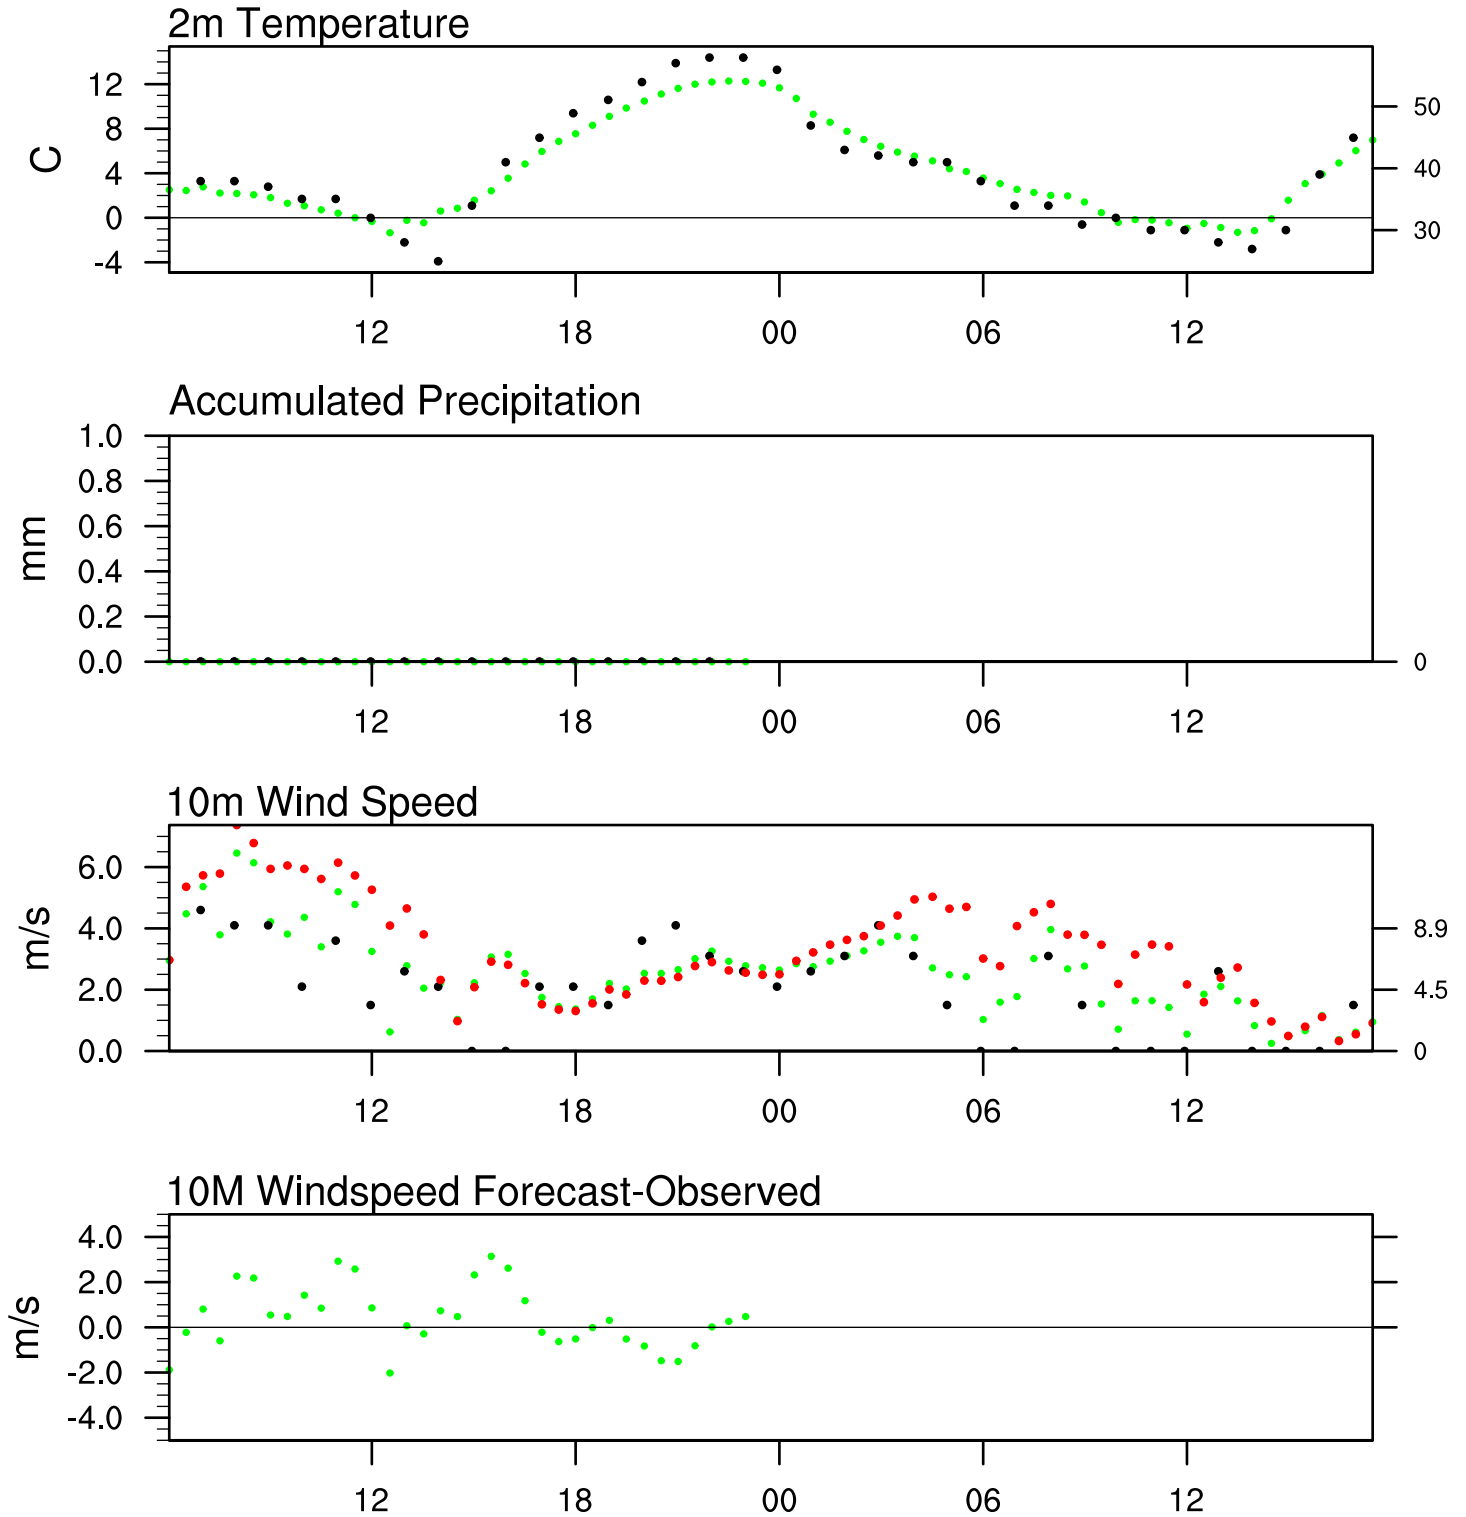 2m Temperature
12
8
4
0
-4
C
50
40
30
12 18 00 06 12
Accumulated Precipitation
1.0
0.8
0.6
0.4
0.2
0.0
mm
0
12 18 00 06 12
10m Wind Speed
6.0
4.0
2.0
0.0
m/s
8.9
4.5
0
12 18 00 06 12
10M Windspeed Forecast-Observed
4.0
2.0
0.0
-2.0
-4.0
m/s
12 18 00 06 12